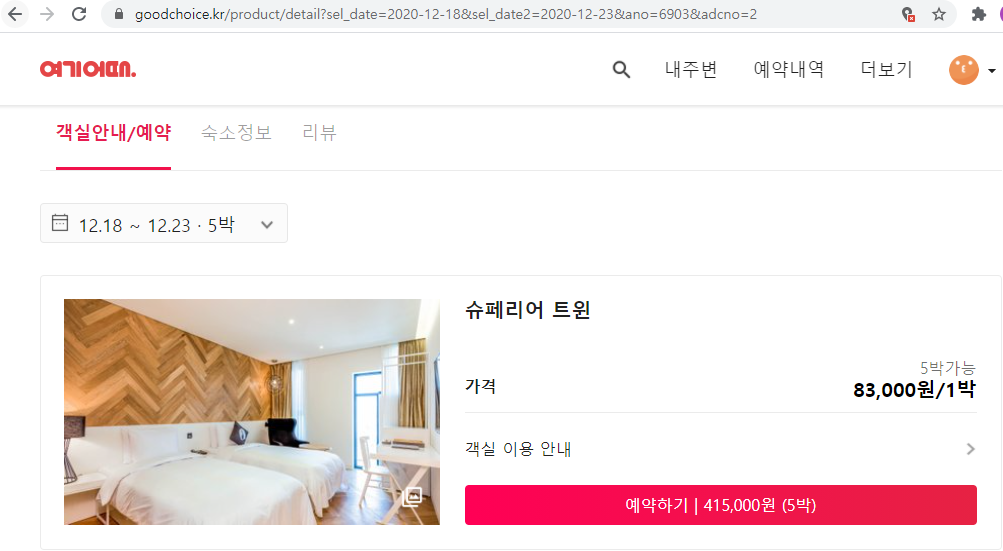 goodchoice.kr/product/detail?sel_date=2020-12-18&sel_date2=2020-12-23&ano=6903&adcno=2
여기어때.
내주변
예약내역
더보기
객실안내/예약
숙소정보
리뷰
12.18 ~ 12.23 · 5박
슈페리어 트윈
5박가능
가격
83,000원/1박
객실 이용 안내
예약하기 | 415,000원 (5박)